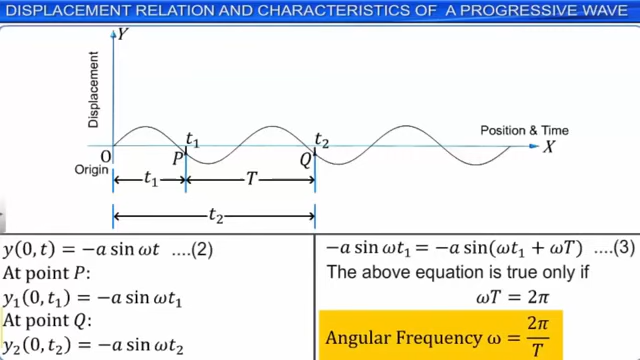 DISPLACEMENT RELATION AND CHARACTERISTICS OF A PROGRESSIVE WAVE
Y
Displacement
t₁
t₂
Position & Time
X
O
P
Q
Origin
t₁
T
t₂
y(0, t) = −a sin ωt ....(2)
At point P:
y₁(0, t₁) = −a sin ωt₁
At point Q:
y₂(0, t₂) = −a sin ωt₂
−a sin ωt₁ = −a sin(ωt₁ + ωT) ....(3)
The above equation is true only if
ωT = 2π
Angular Frequency ω = 2π/T